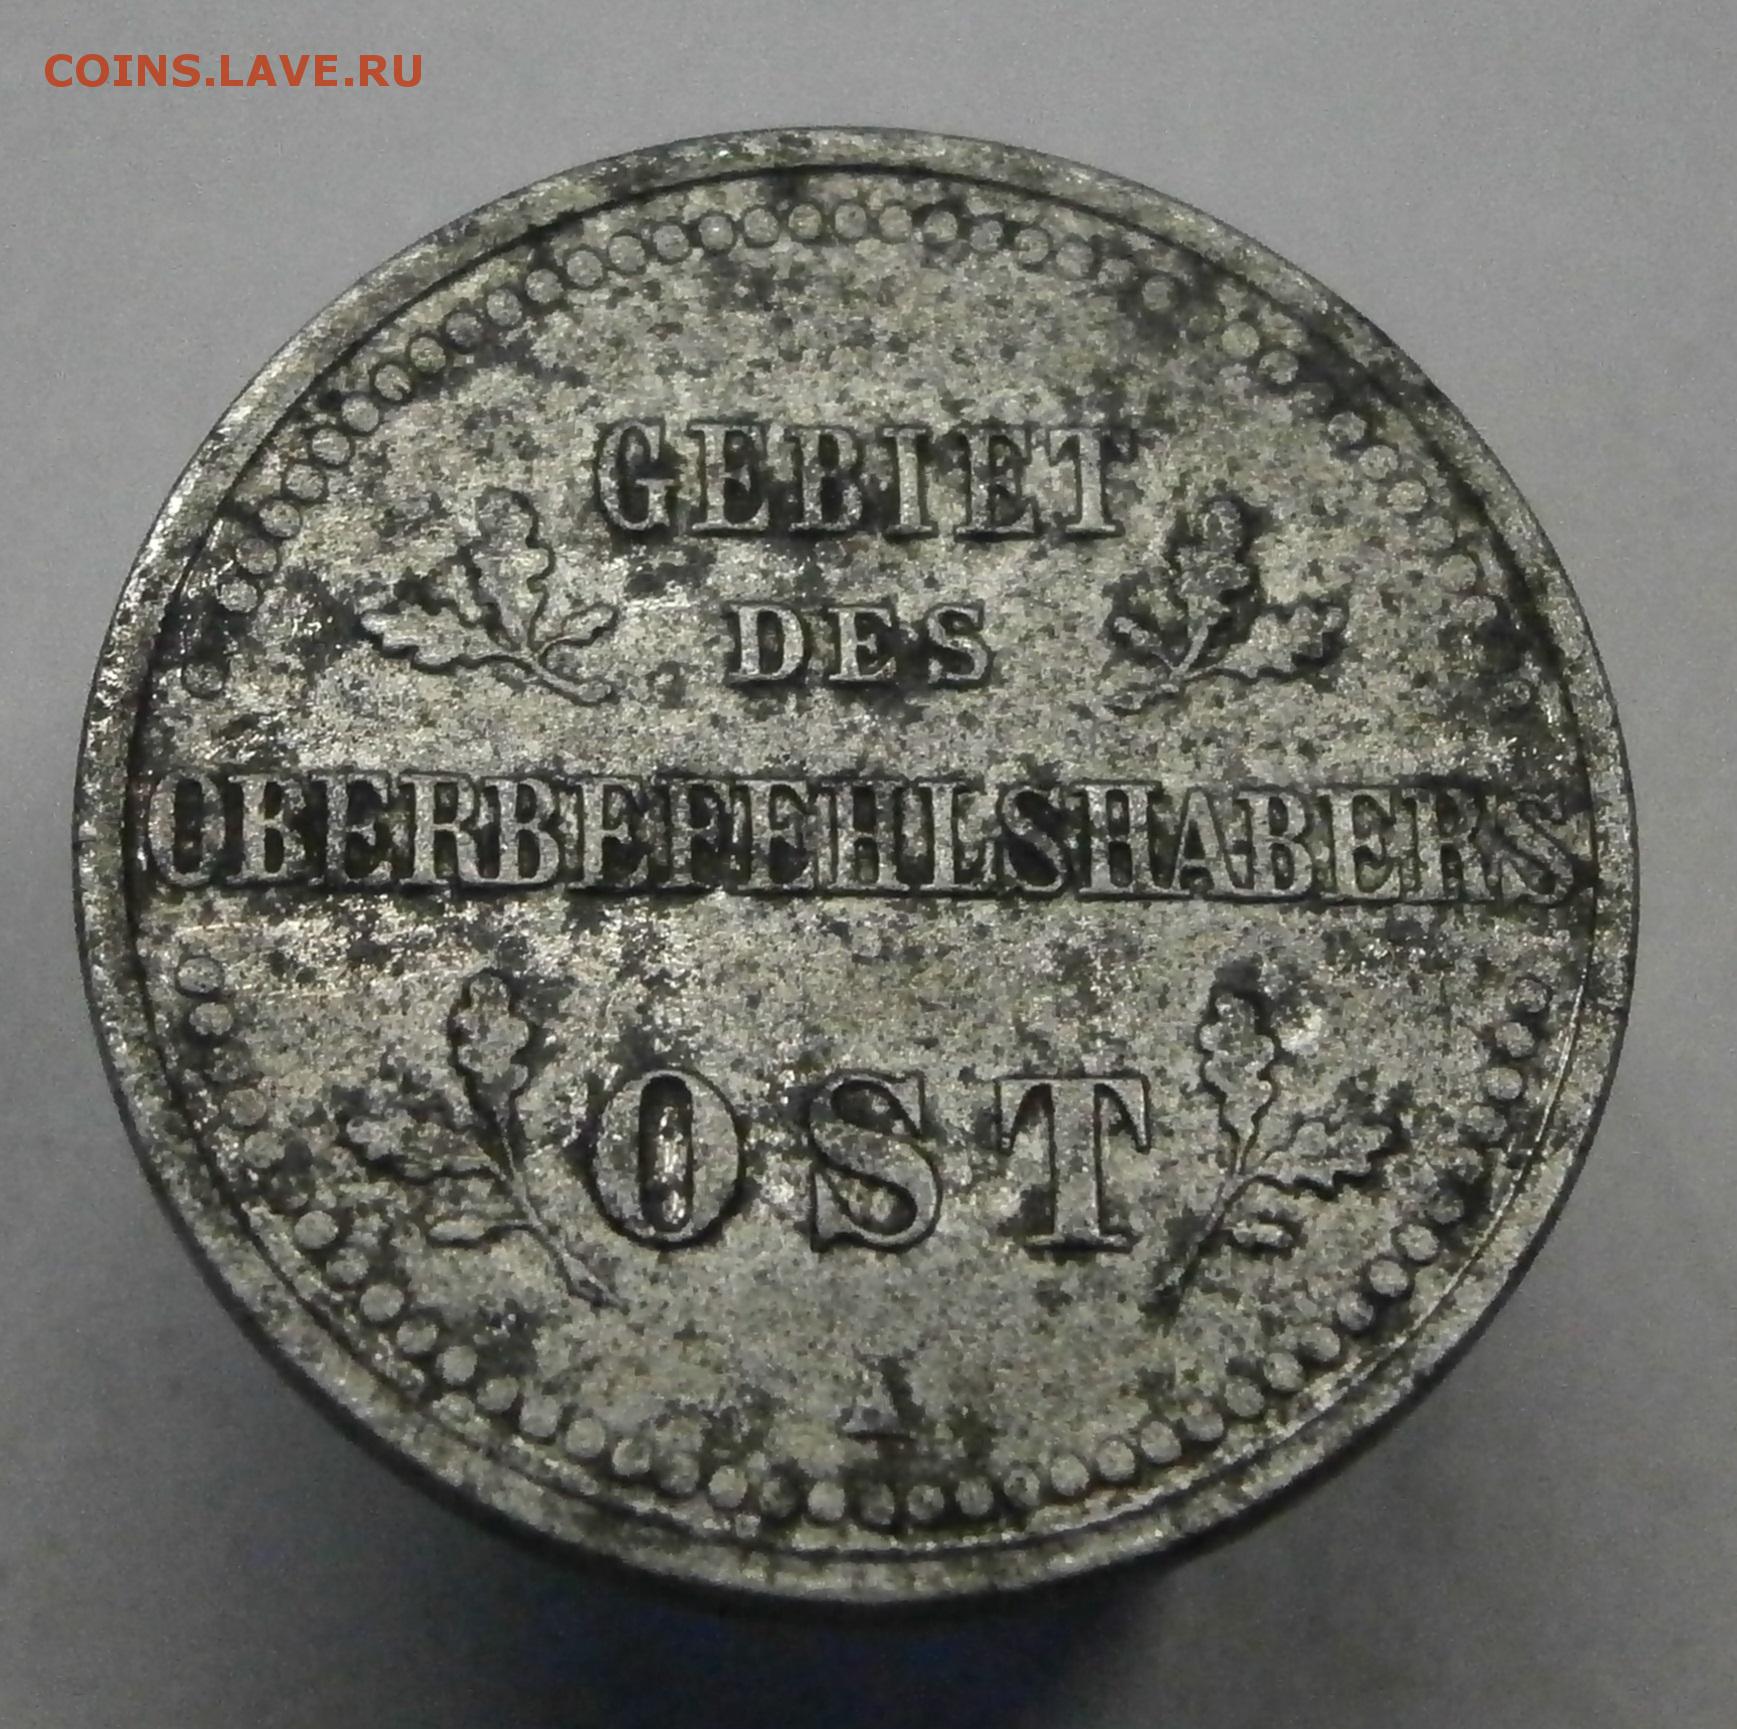 COINS.LAVE.RU
GEBIET
DES
OBERBEFEHLSHABERS
OST
A